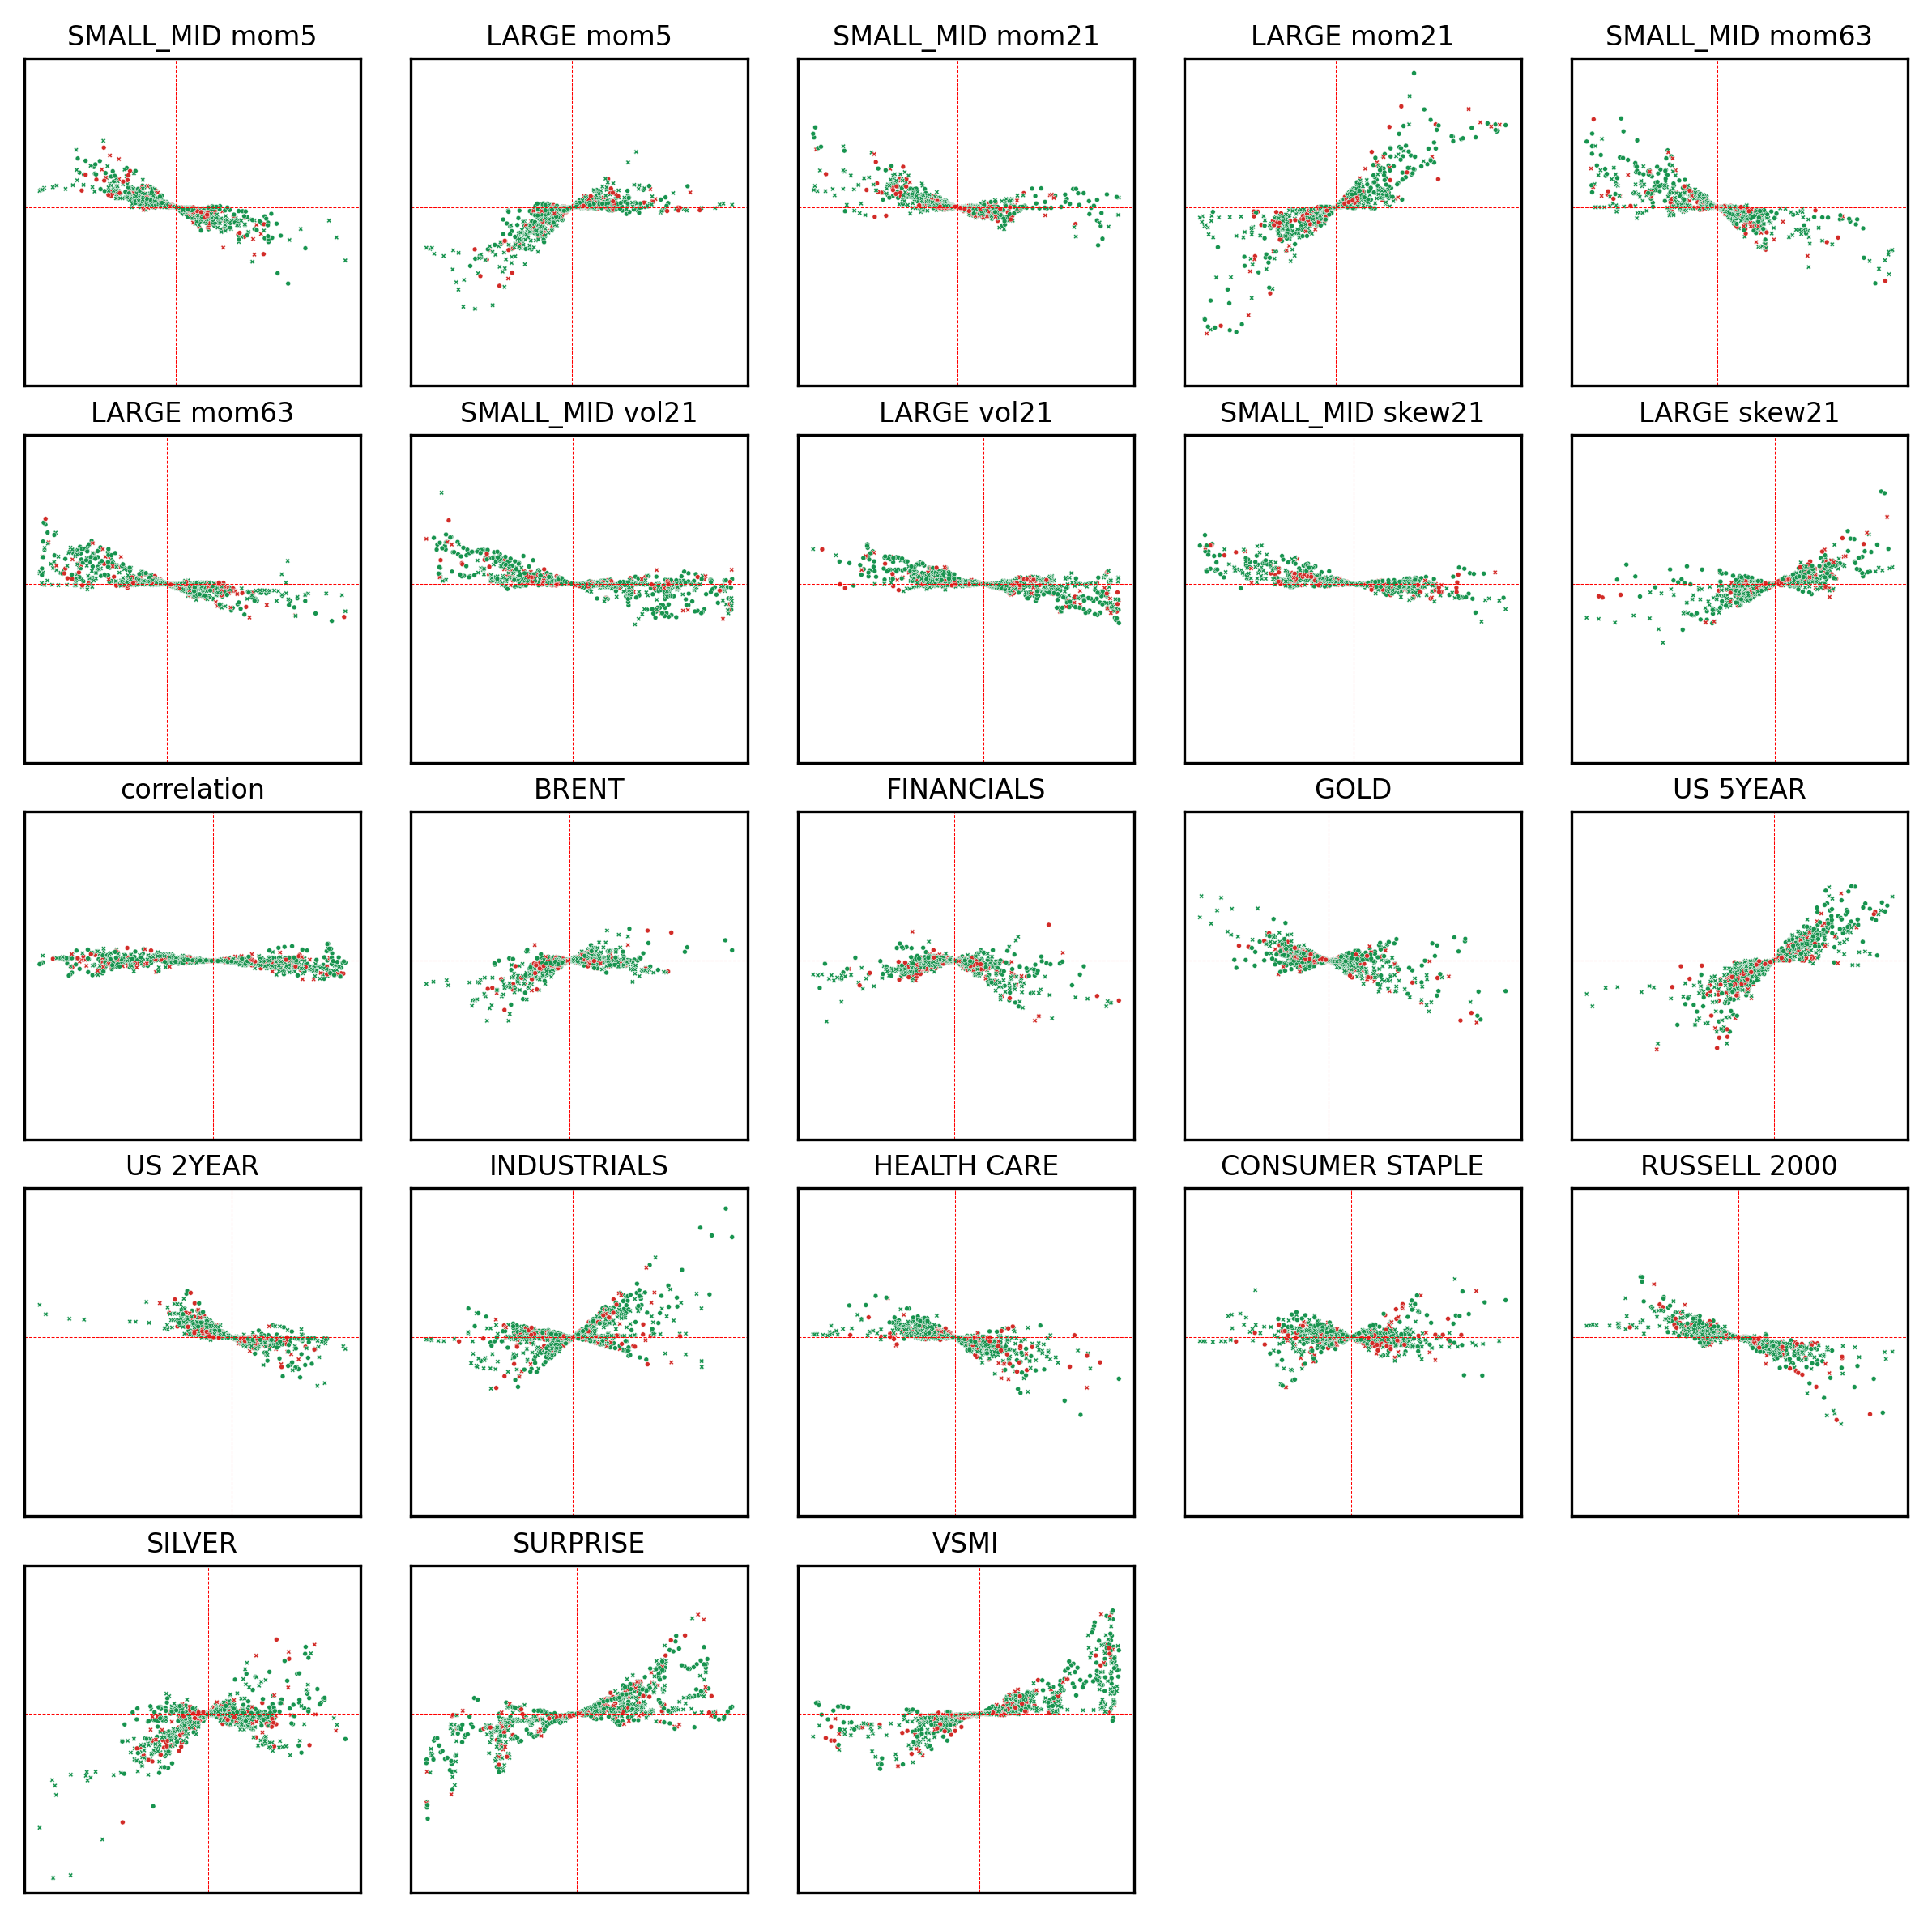 SMALL_MID mom5
LARGE mom5
SMALL_MID mom21
LARGE mom21
SMALL_MID mom63
LARGE mom63
SMALL_MID vol21
LARGE vol21
SMALL_MID skew21
LARGE skew21
correlation
BRENT
FINANCIALS
GOLD
US 5YEAR
US 2YEAR
INDUSTRIALS
HEALTH CARE
CONSUMER STAPLE
RUSSELL 2000
SILVER
SURPRISE
VSMI